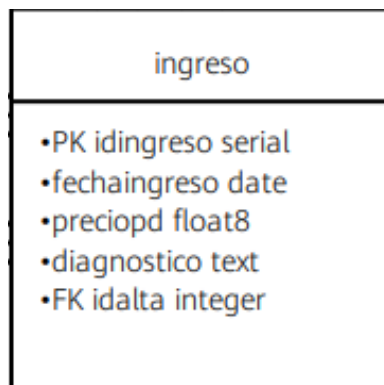 ingreso
•PK idingreso serial
•fechaingreso date
•preciopd float8
•diagnostico text
•FK idalta integer